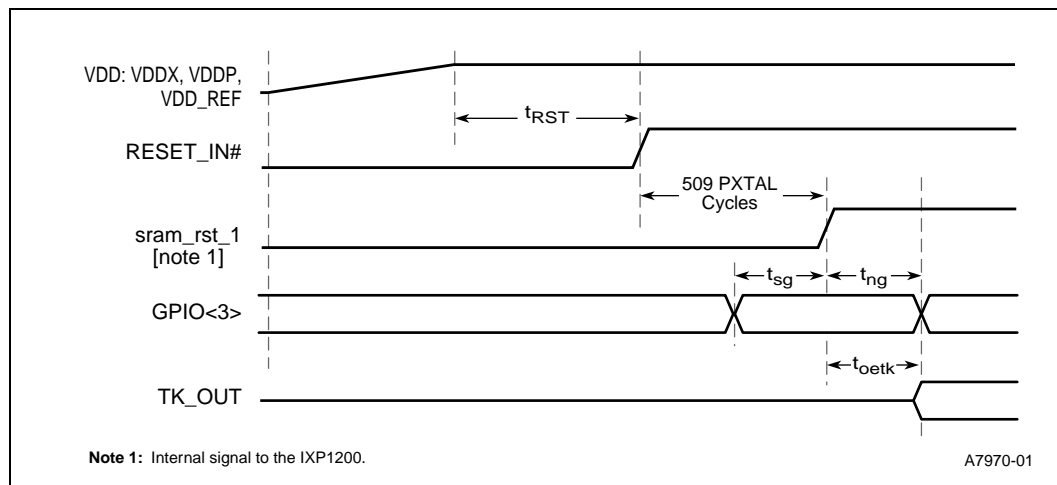 VDD: VDDX, VDDP,
VDD_REF
tRST
RESET_IN#
509 PXTAL
Cycles
sram_rst_1
[note 1]
tsg
tng
GPIO<3>
toetk
TK_OUT
Note 1: Internal signal to the IXP1200.
A7970-01